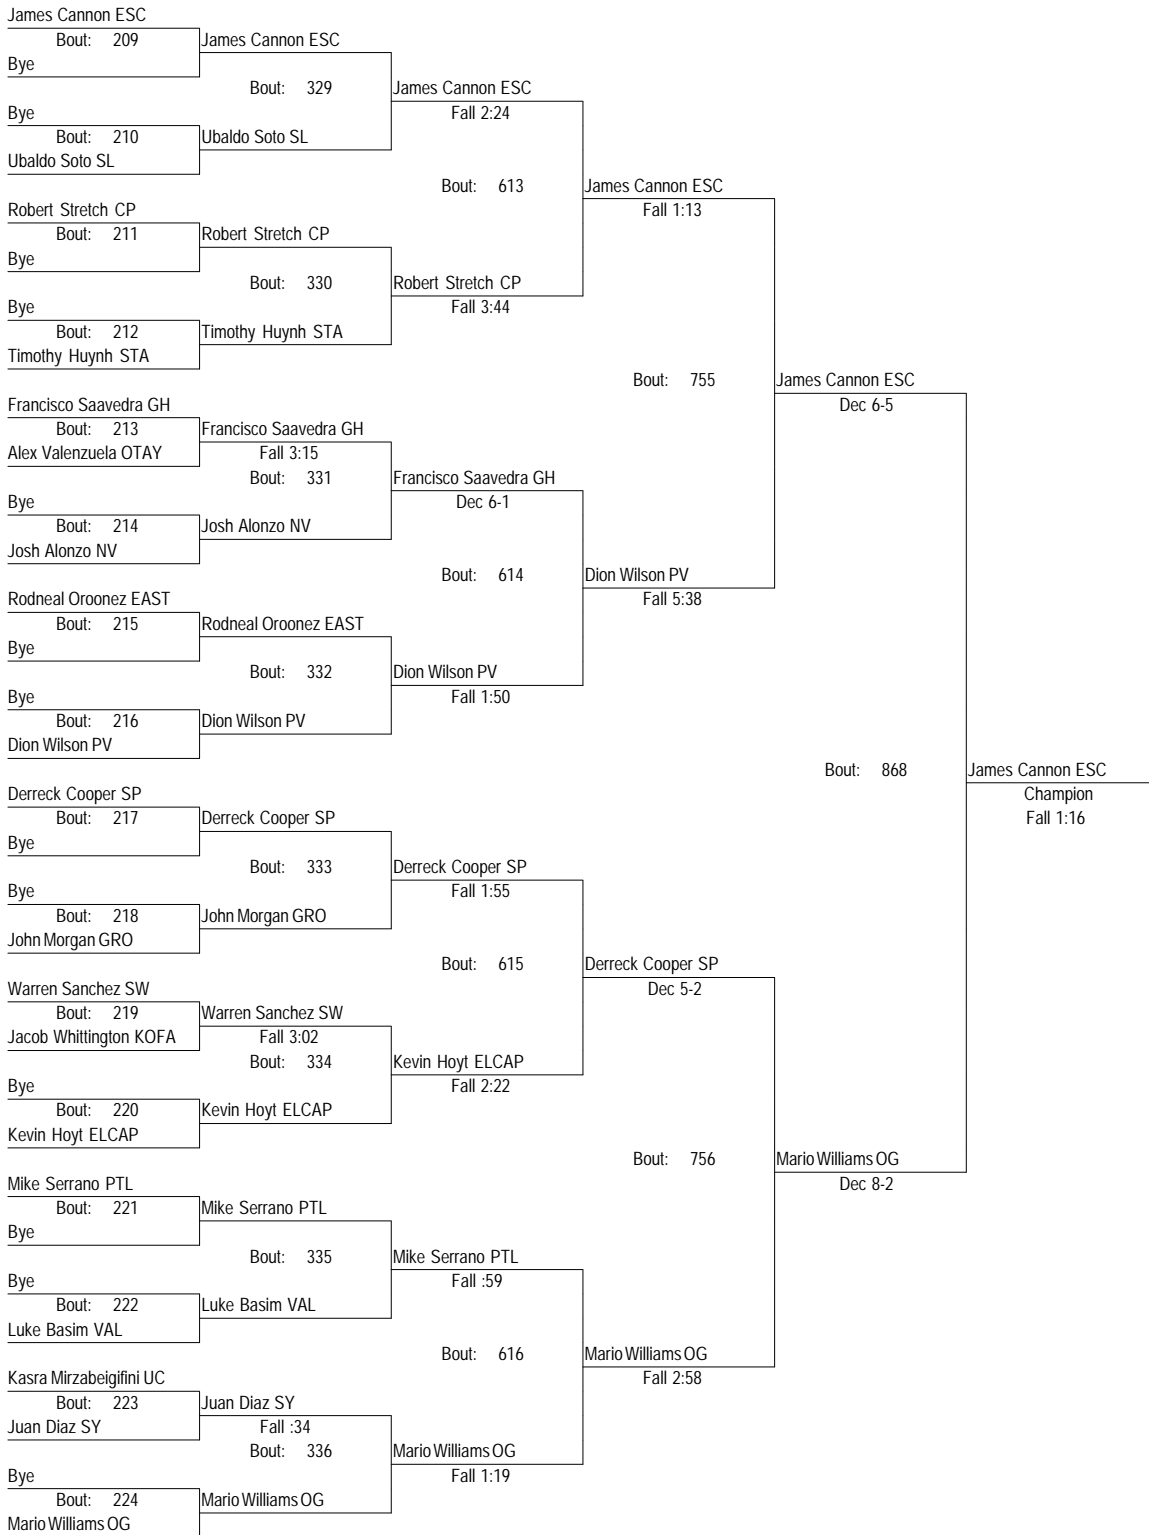 James Cannon ESC
Bout: 209
James Cannon ESC
Bye
Bout: 329
James Cannon ESC
Bye
Fall 2:24
Bout: 210
Ubaldo Soto SL
Ubaldo Soto SL
Bout: 613
James Cannon ESC
Robert Stretch CP
Fall 1:13
Bout: 211
Robert Stretch CP
Bye
Bout: 330
Robert Stretch CP
Bye
Fall 3:44
Bout: 212
Timothy Huynh STA
Timothy Huynh STA
Bout: 755
James Cannon ESC
Francisco Saavedra GH
Dec 6-5
Bout: 213
Francisco Saavedra GH
Alex Valenzuela OTAY
Fall 3:15
Bout: 331
Francisco Saavedra GH
Bye
Dec 6-1
Bout: 214
Josh Alonzo NV
Josh Alonzo NV
Bout: 614
Dion Wilson PV
Rodneal Oroonez EAST
Fall 5:38
Bout: 215
Rodneal Oroonez EAST
Bye
Bout: 332
Dion Wilson PV
Bye
Fall 1:50
Bout: 216
Dion Wilson PV
Dion Wilson PV
Bout: 868
James Cannon ESC
Derreck Cooper SP
Champion
Bout: 217
Derreck Cooper SP
Fall 1:16
Bye
Bout: 333
Derreck Cooper SP
Bye
Fall 1:55
Bout: 218
John Morgan GRO
John Morgan GRO
Bout: 615
Derreck Cooper SP
Warren Sanchez SW
Dec 5-2
Bout: 219
Warren Sanchez SW
Jacob Whittington KOFA
Fall 3:02
Bout: 334
Kevin Hoyt ELCAP
Bye
Fall 2:22
Bout: 220
Kevin Hoyt ELCAP
Kevin Hoyt ELCAP
Bout: 756
Mario Williams OG
Mike Serrano PTL
Dec 8-2
Bout: 221
Mike Serrano PTL
Bye
Bout: 335
Mike Serrano PTL
Bye
Fall :59
Bout: 222
Luke Basim VAL
Luke Basim VAL
Bout: 616
Mario Williams OG
Kasra Mirzabeigifini UC
Fall 2:58
Bout: 223
Juan Diaz SY
Juan Diaz SY
Fall :34
Bout: 336
Mario Williams OG
Bye
Fall 1:19
Bout: 224
Mario Williams OG
Mario Williams OG